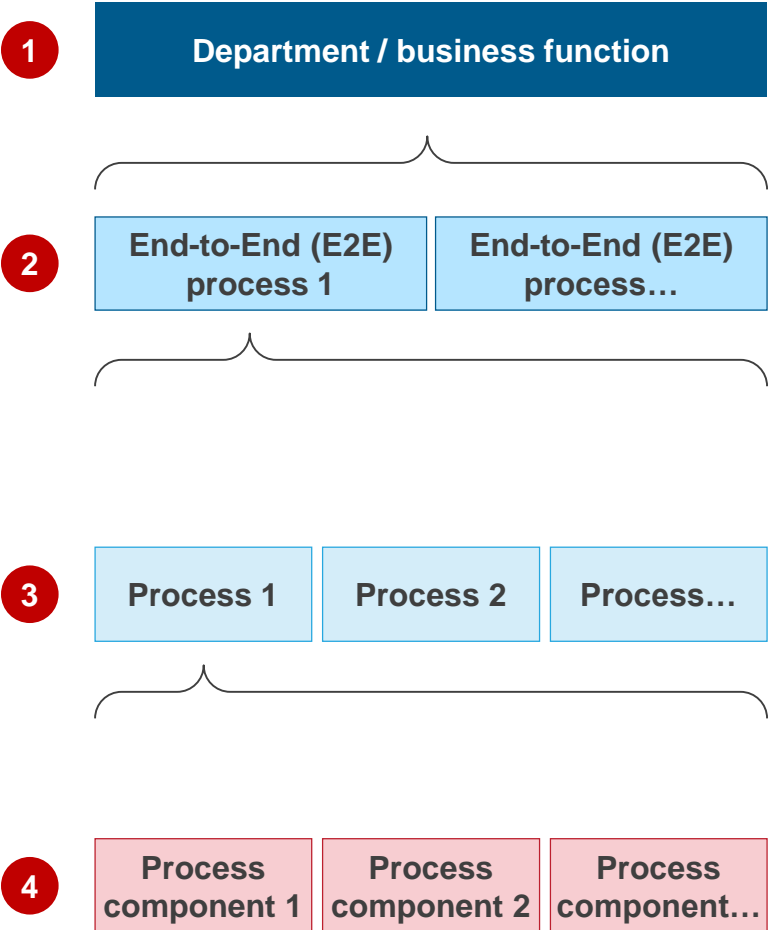 1
Department / business function
2
End-to-End (E2E)
process 1
End-to-End (E2E)
process…
3
Process 1
Process 2
Process…
4
Process
component 1
Process
component 2
Process
component…